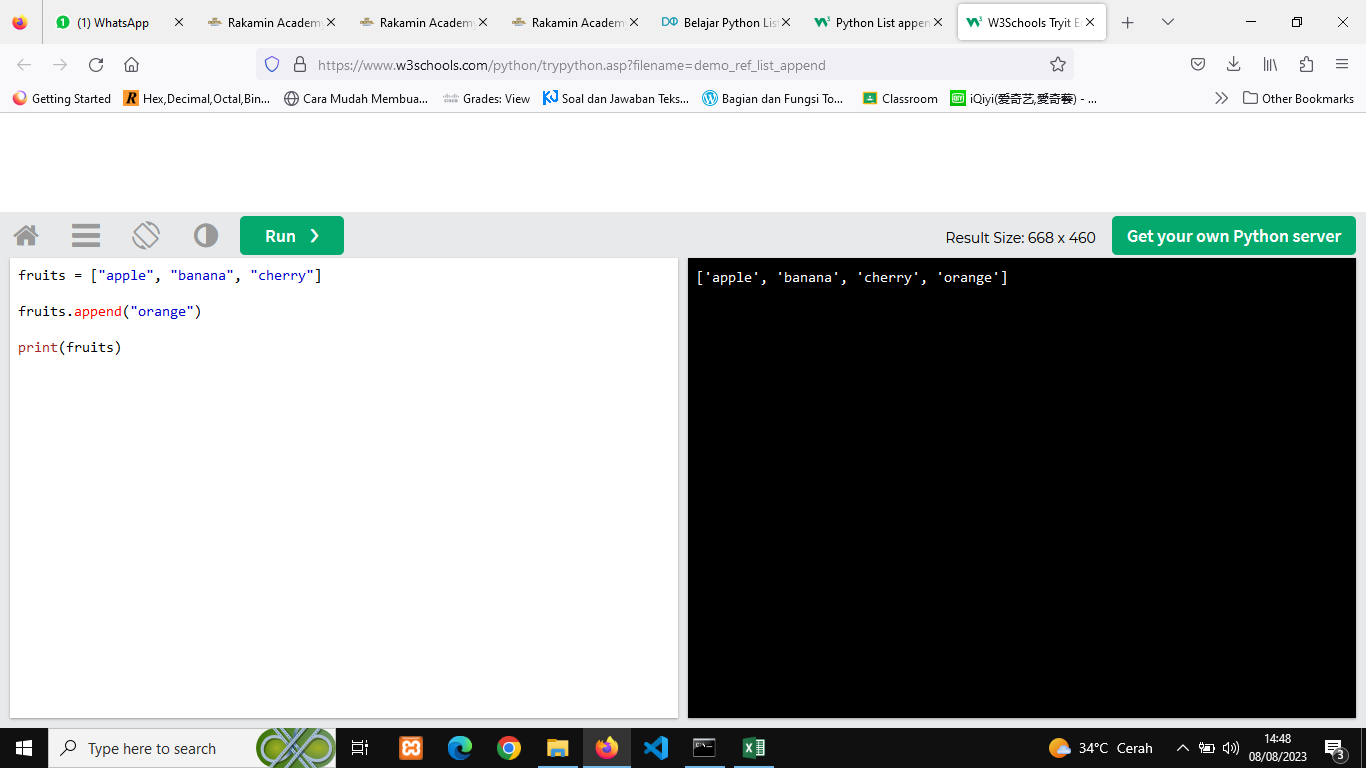 (1) WhatsApp
Rakamin Academy
Rakamin Academy
Rakamin Academ
Belajar Python Lis
Python List appen
W3Schools Tryit E
https://www.w3schools.com/python/trypython.asp?filename=demo_ref_list_append
Getting Started
Hex,Decimal,Octal,Bin...
Cara Mudah Membua...
Grades: View
Soal dan Jawaban Teks...
Bagian dan Fungsi To...
Classroom
iQiyi(爱奇艺,愛奇藝) - ...
Other Bookmarks
Run ❯
Result Size: 668 x 460
Get your own Python server
fruits = ["apple", "banana", "cherry"]
fruits.append("orange")
print(fruits)
['apple', 'banana', 'cherry', 'orange']
Type here to search
34°C Cerah
14:48
08/08/2023
3